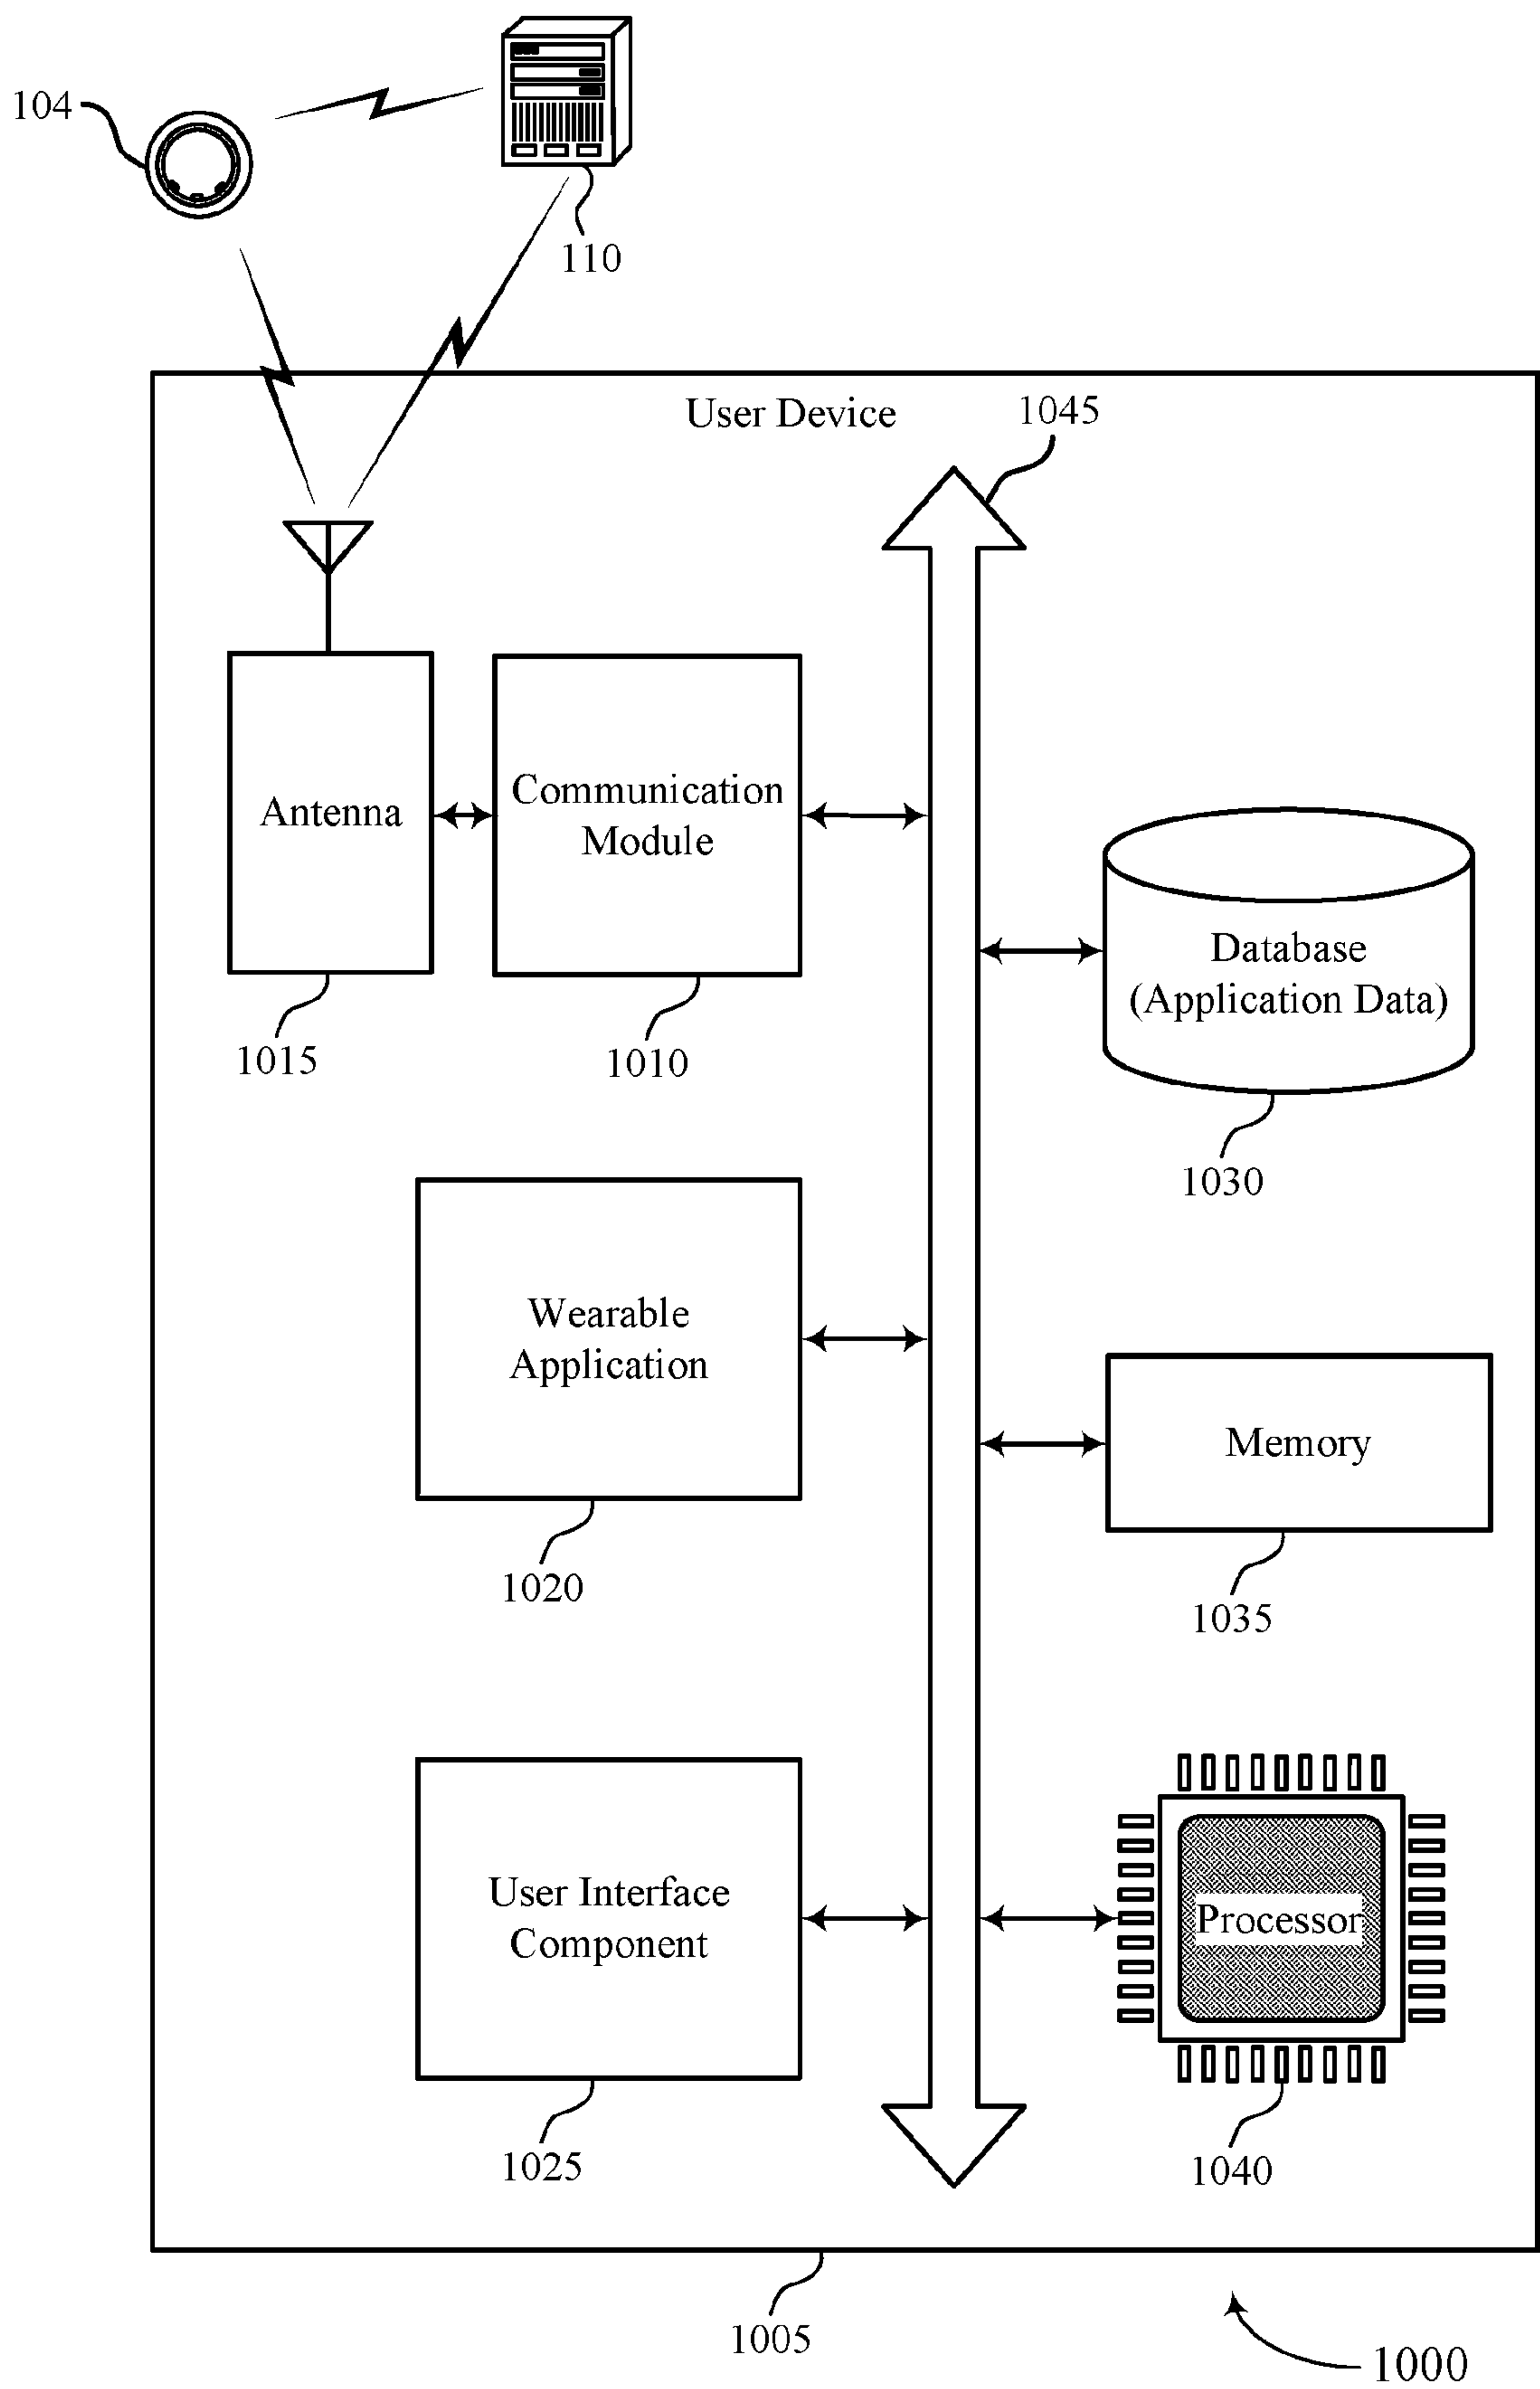 104
110
User Device
1045
Antenna
Communication
Module
Database
(Application Data)
1015
1010
1030
Wearable
Application
Memory
1020
1035
User Interface
Component
Processor
1025
1040
1005
1000